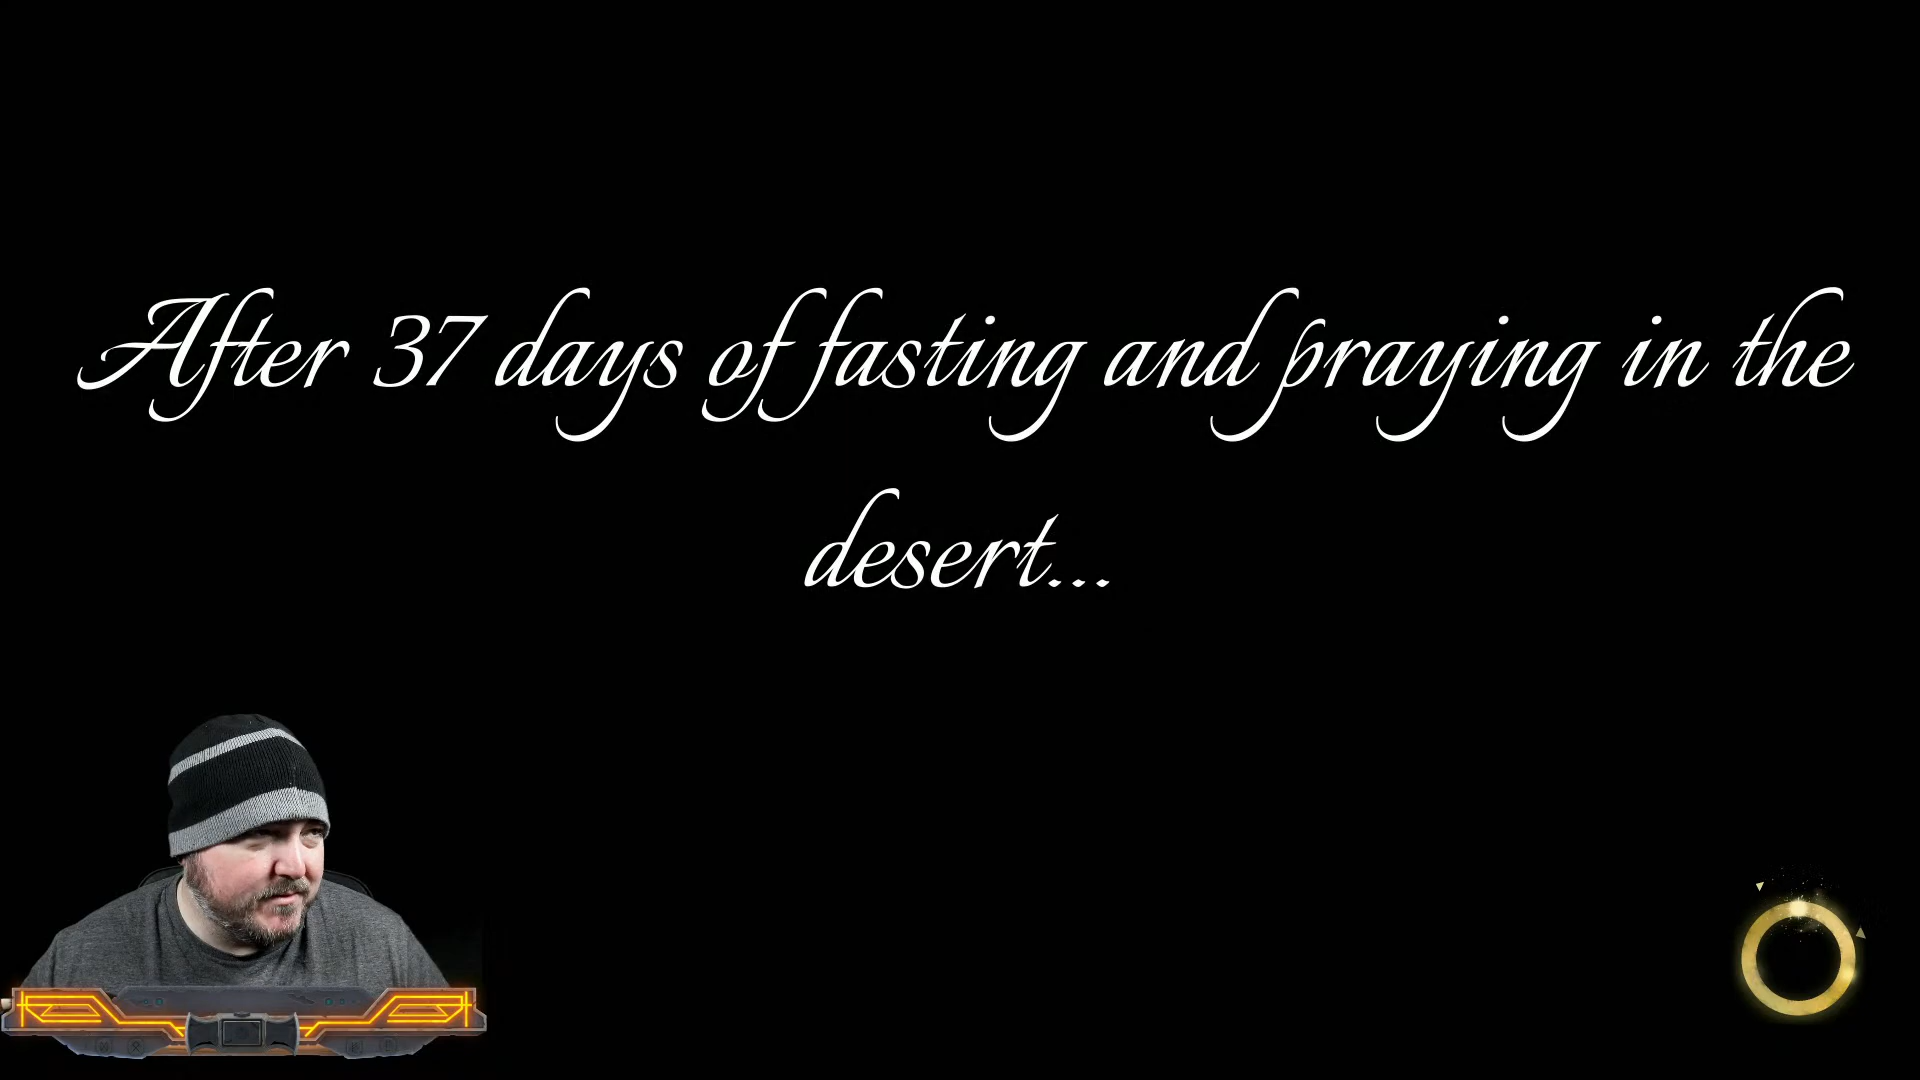 After 37 days of fasting and praying in the
desert...